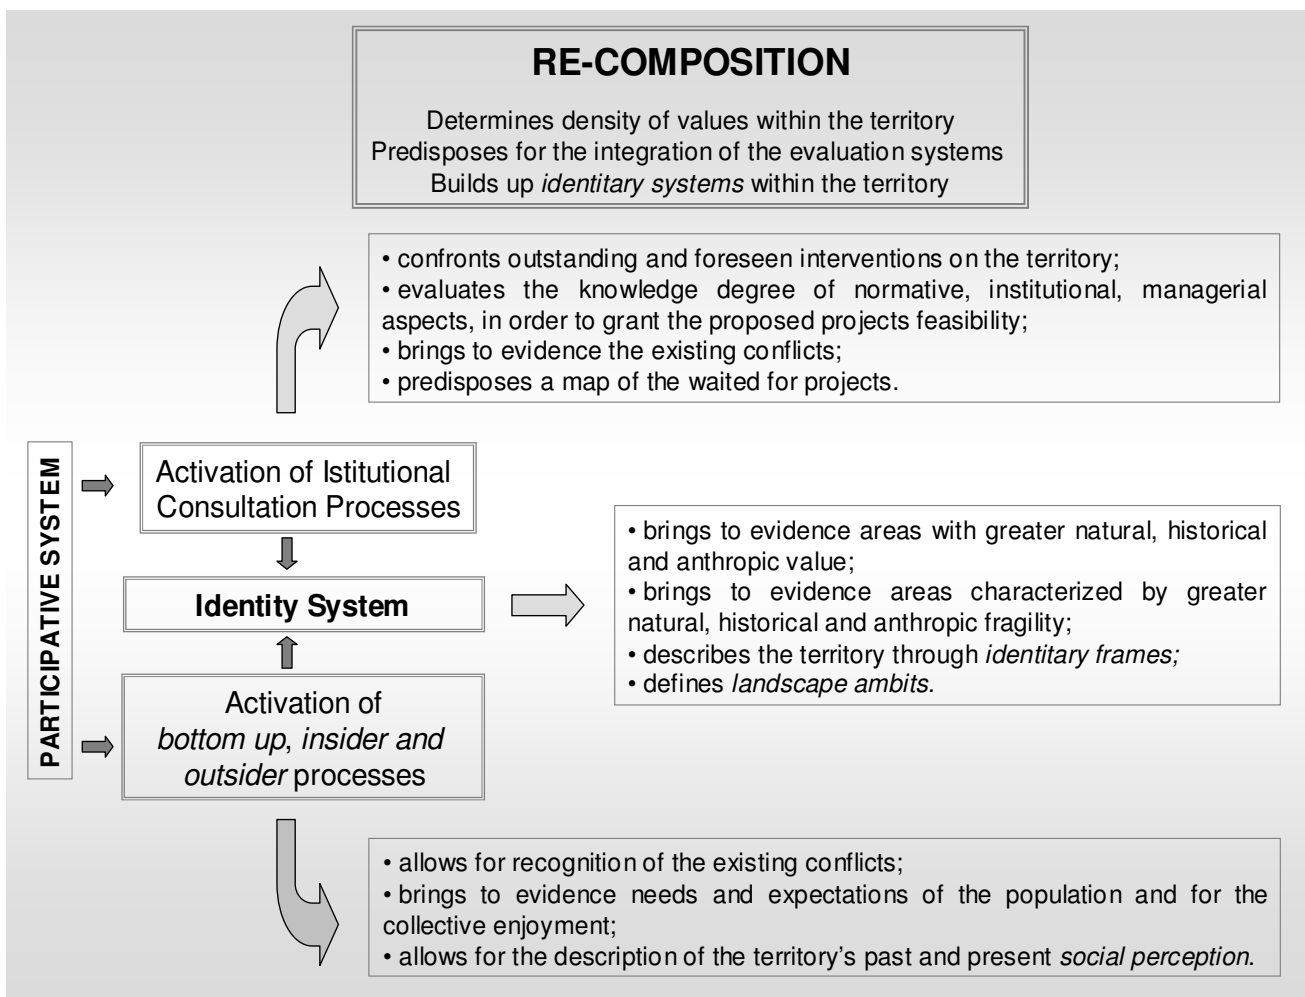 RE-COMPOSITION
Determines density of values within the territory
Predisposes for the integration of the evaluation systems
Builds up identitary systems within the territory
• confronts outstanding and foreseen interventions on the territory;
• evaluates the knowledge degree of normative, institutional, managerial
aspects, in order to grant the proposed projects feasibility;
• brings to evidence the existing conflicts;
• predisposes a map of the waited for projects.
PARTICIPATIVE SYSTEM
Activation of Istitutional
Consultation Processes
Identity System
Activation of
bottom up, insider and
outsider processes
• brings to evidence areas with greater natural, historical
and anthropic value;
• brings to evidence areas characterized by greater
natural, historical and anthropic fragility;
• describes the territory through identitary frames;
• defines landscape ambits.
• allows for recognition of the existing conflicts;
• brings to evidence needs and expectations of the population and for the
collective enjoyment;
• allows for the description of the territory's past and present social perception.